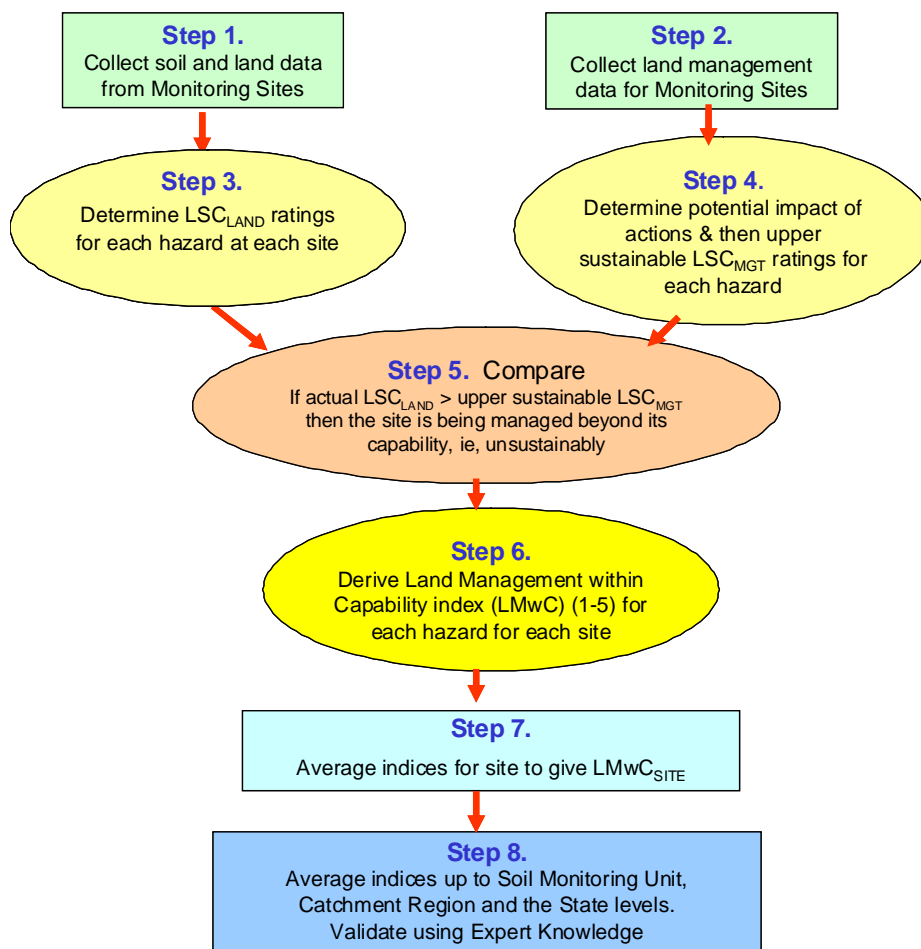 Step 1.
Collect soil and land data
from Monitoring Sites
Step 2.
Collect land management
data for Monitoring Sites
Step 3.
Determine LSC_LAND ratings
for each hazard at each site
Step 4.
Determine potential impact of
actions & then upper
sustainable LSC_MGT ratings for
each hazard
Step 5. Compare
If actual LSC_LAND > upper sustainable LSC_MGT
then the site is being managed beyond its
capability, ie, unsustainably
Step 6.
Derive Land Management within
Capability index (LMwC) (1-5) for
each hazard for each site
Step 7.
Average indices for site to give LMwC_SITE
Step 8.
Average indices up to Soil Monitoring Unit,
Catchment Region and the State levels.
Validate using Expert Knowledge